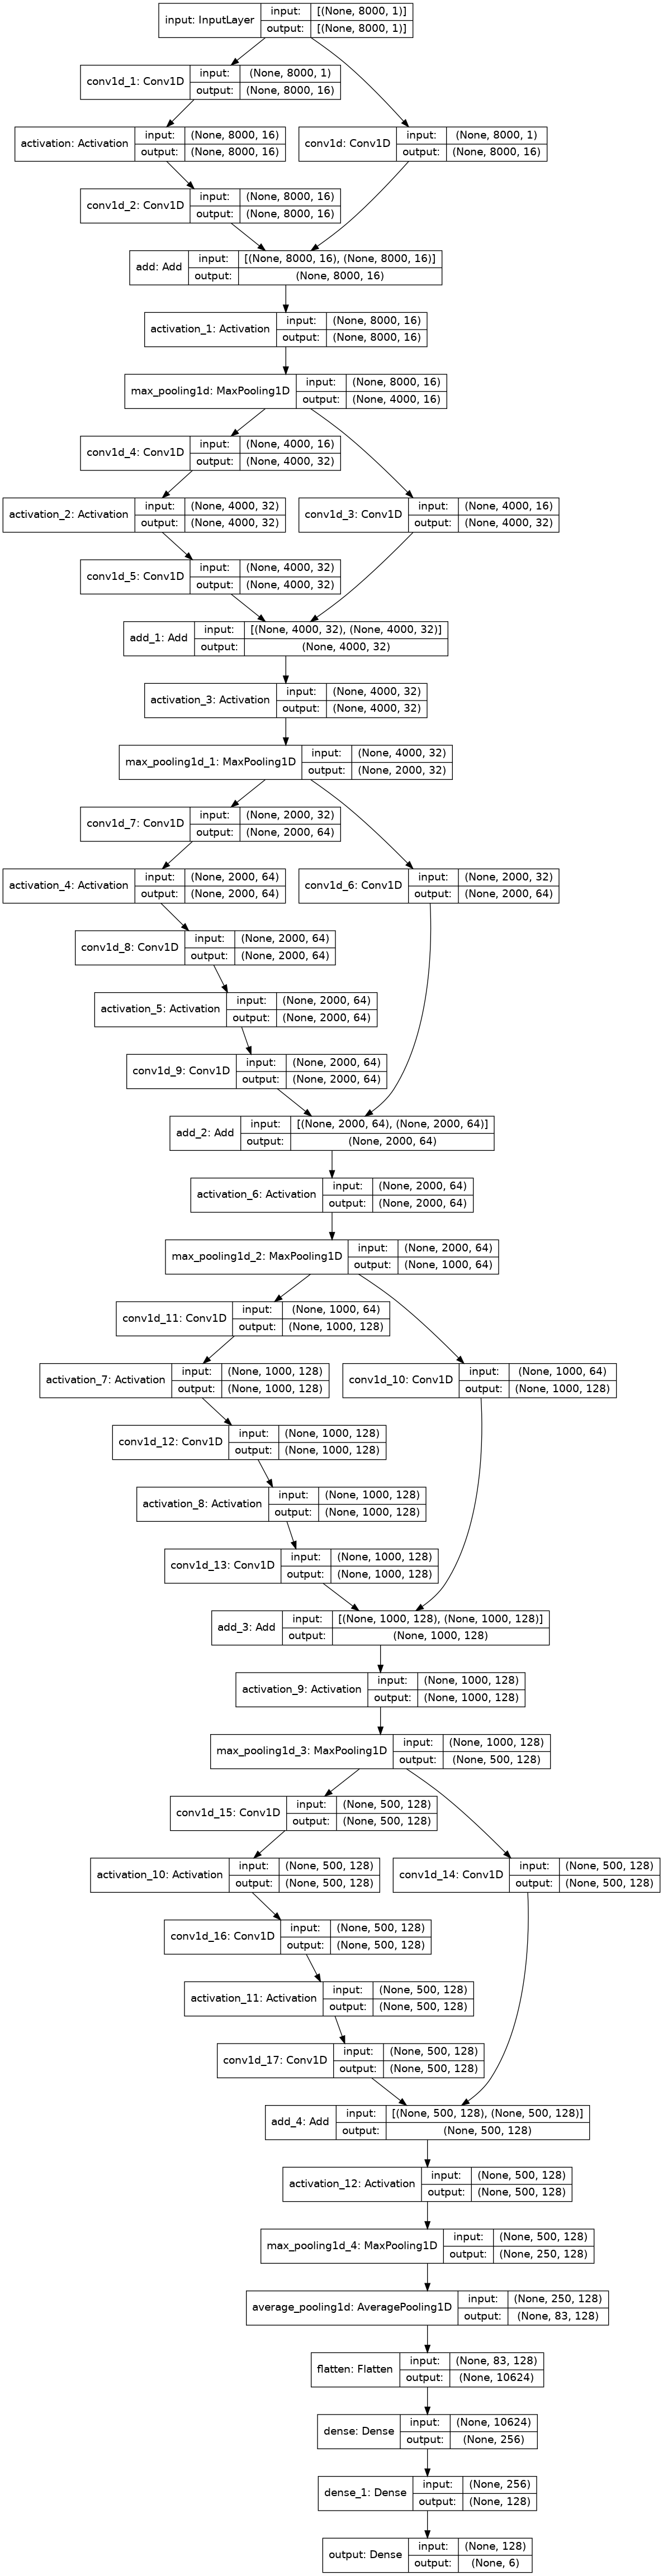 input: InputLayer
input: [(None, 8000, 1)]
output: [(None, 8000, 1)]
conv1d_1: Conv1D
input: (None, 8000, 1)
output: (None, 8000, 16)
activation: Activation
input: (None, 8000, 16)
output: (None, 8000, 16)
conv1d: Conv1D
input: (None, 8000, 1)
output: (None, 8000, 16)
conv1d_2: Conv1D
input: (None, 8000, 16)
output: (None, 8000, 16)
add: Add
input: [(None, 8000, 16), (None, 8000, 16)]
output: (None, 8000, 16)
activation_1: Activation
input: (None, 8000, 16)
output: (None, 8000, 16)
max_pooling1d: MaxPooling1D
input: (None, 8000, 16)
output: (None, 4000, 16)
conv1d_4: Conv1D
input: (None, 4000, 16)
output: (None, 4000, 32)
activation_2: Activation
input: (None, 4000, 32)
output: (None, 4000, 32)
conv1d_3: Conv1D
input: (None, 4000, 16)
output: (None, 4000, 32)
conv1d_5: Conv1D
input: (None, 4000, 32)
output: (None, 4000, 32)
add_1: Add
input: [(None, 4000, 32), (None, 4000, 32)]
output: (None, 4000, 32)
activation_3: Activation
input: (None, 4000, 32)
output: (None, 4000, 32)
max_pooling1d_1: MaxPooling1D
input: (None, 4000, 32)
output: (None, 2000, 32)
conv1d_7: Conv1D
input: (None, 2000, 32)
output: (None, 2000, 64)
activation_4: Activation
input: (None, 2000, 64)
output: (None, 2000, 64)
conv1d_6: Conv1D
input: (None, 2000, 32)
output: (None, 2000, 64)
conv1d_8: Conv1D
input: (None, 2000, 64)
output: (None, 2000, 64)
activation_5: Activation
input: (None, 2000, 64)
output: (None, 2000, 64)
conv1d_9: Conv1D
input: (None, 2000, 64)
output: (None, 2000, 64)
add_2: Add
input: [(None, 2000, 64), (None, 2000, 64)]
output: (None, 2000, 64)
activation_6: Activation
input: (None, 2000, 64)
output: (None, 2000, 64)
max_pooling1d_2: MaxPooling1D
input: (None, 2000, 64)
output: (None, 1000, 64)
conv1d_11: Conv1D
input: (None, 1000, 64)
output: (None, 1000, 128)
activation_7: Activation
input: (None, 1000, 128)
output: (None, 1000, 128)
conv1d_10: Conv1D
input: (None, 1000, 64)
output: (None, 1000, 128)
conv1d_12: Conv1D
input: (None, 1000, 128)
output: (None, 1000, 128)
activation_8: Activation
input: (None, 1000, 128)
output: (None, 1000, 128)
conv1d_13: Conv1D
input: (None, 1000, 128)
output: (None, 1000, 128)
add_3: Add
input: [(None, 1000, 128), (None, 1000, 128)]
output: (None, 1000, 128)
activation_9: Activation
input: (None, 1000, 128)
output: (None, 1000, 128)
max_pooling1d_3: MaxPooling1D
input: (None, 1000, 128)
output: (None, 500, 128)
conv1d_15: Conv1D
input: (None, 500, 128)
output: (None, 500, 128)
activation_10: Activation
input: (None, 500, 128)
output: (None, 500, 128)
conv1d_14: Conv1D
input: (None, 500, 128)
output: (None, 500, 128)
conv1d_16: Conv1D
input: (None, 500, 128)
output: (None, 500, 128)
activation_11: Activation
input: (None, 500, 128)
output: (None, 500, 128)
conv1d_17: Conv1D
input: (None, 500, 128)
output: (None, 500, 128)
add_4: Add
input: [(None, 500, 128), (None, 500, 128)]
output: (None, 500, 128)
activation_12: Activation
input: (None, 500, 128)
output: (None, 500, 128)
max_pooling1d_4: MaxPooling1D
input: (None, 500, 128)
output: (None, 250, 128)
average_pooling1d: AveragePooling1D
input: (None, 250, 128)
output: (None, 83, 128)
flatten: Flatten
input: (None, 83, 128)
output: (None, 10624)
dense: Dense
input: (None, 10624)
output: (None, 256)
dense_1: Dense
input: (None, 256)
output: (None, 128)
output: Dense
input: (None, 128)
output: (None, 6)